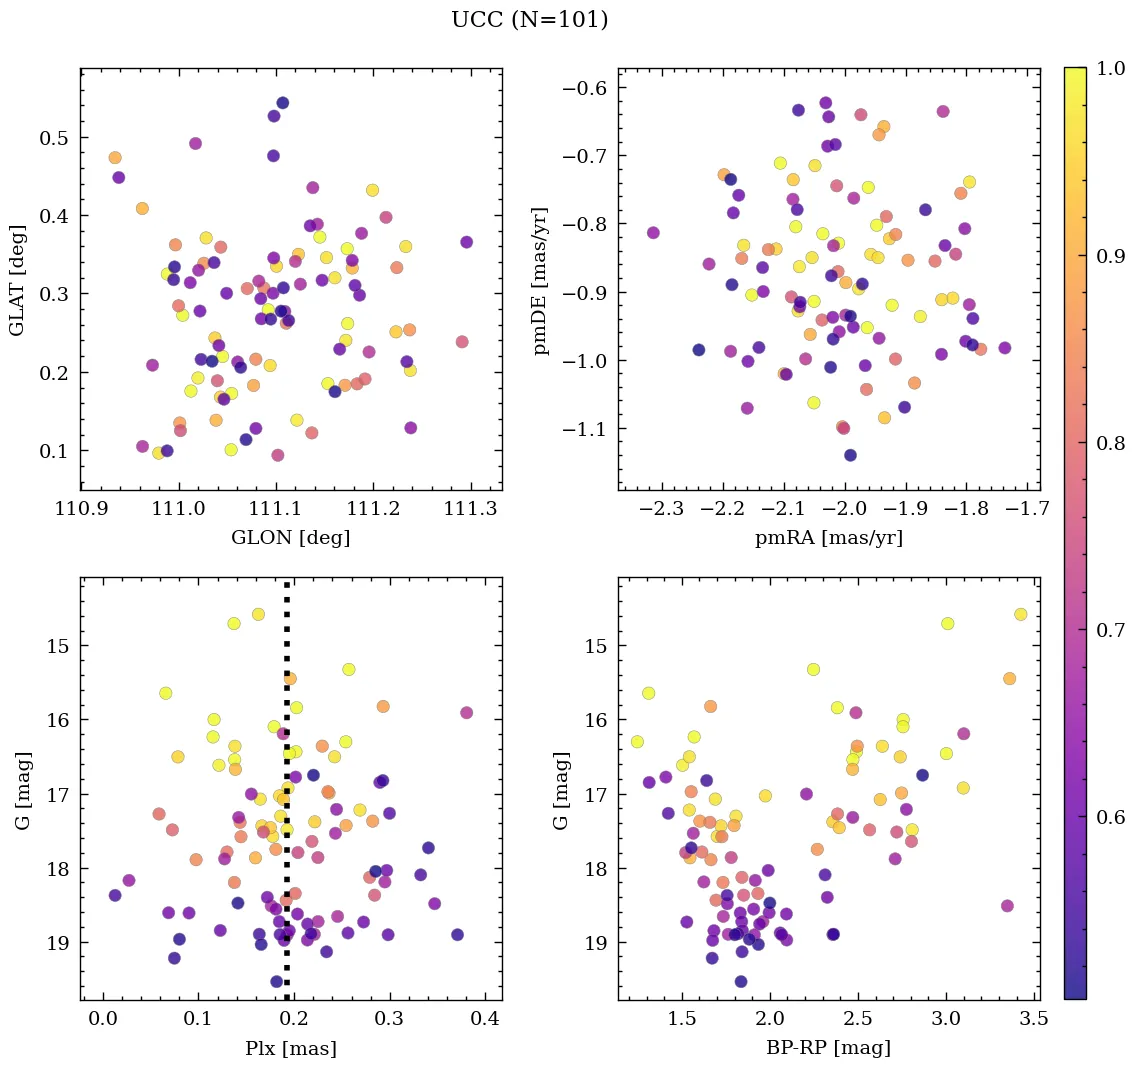 UCC (N=101)
0.5
0.4
0.3
0.2
0.1
GLAT [deg]
110.9 111.0 111.1 111.2 111.3
GLON [deg]
−0.6
−0.7
−0.8
−0.9
−1.0
−1.1
pmDE [mas/yr]
−2.3 −2.2 −2.1 −2.0 −1.9 −1.8 −1.7
pmRA [mas/yr]
15
16
17
18
19
G [mag]
0.0 0.1 0.2 0.3 0.4
Plx [mas]
15
16
17
18
19
G [mag]
1.5 2.0 2.5 3.0 3.5
BP-RP [mag]
1.0
0.9
0.8
0.7
0.6